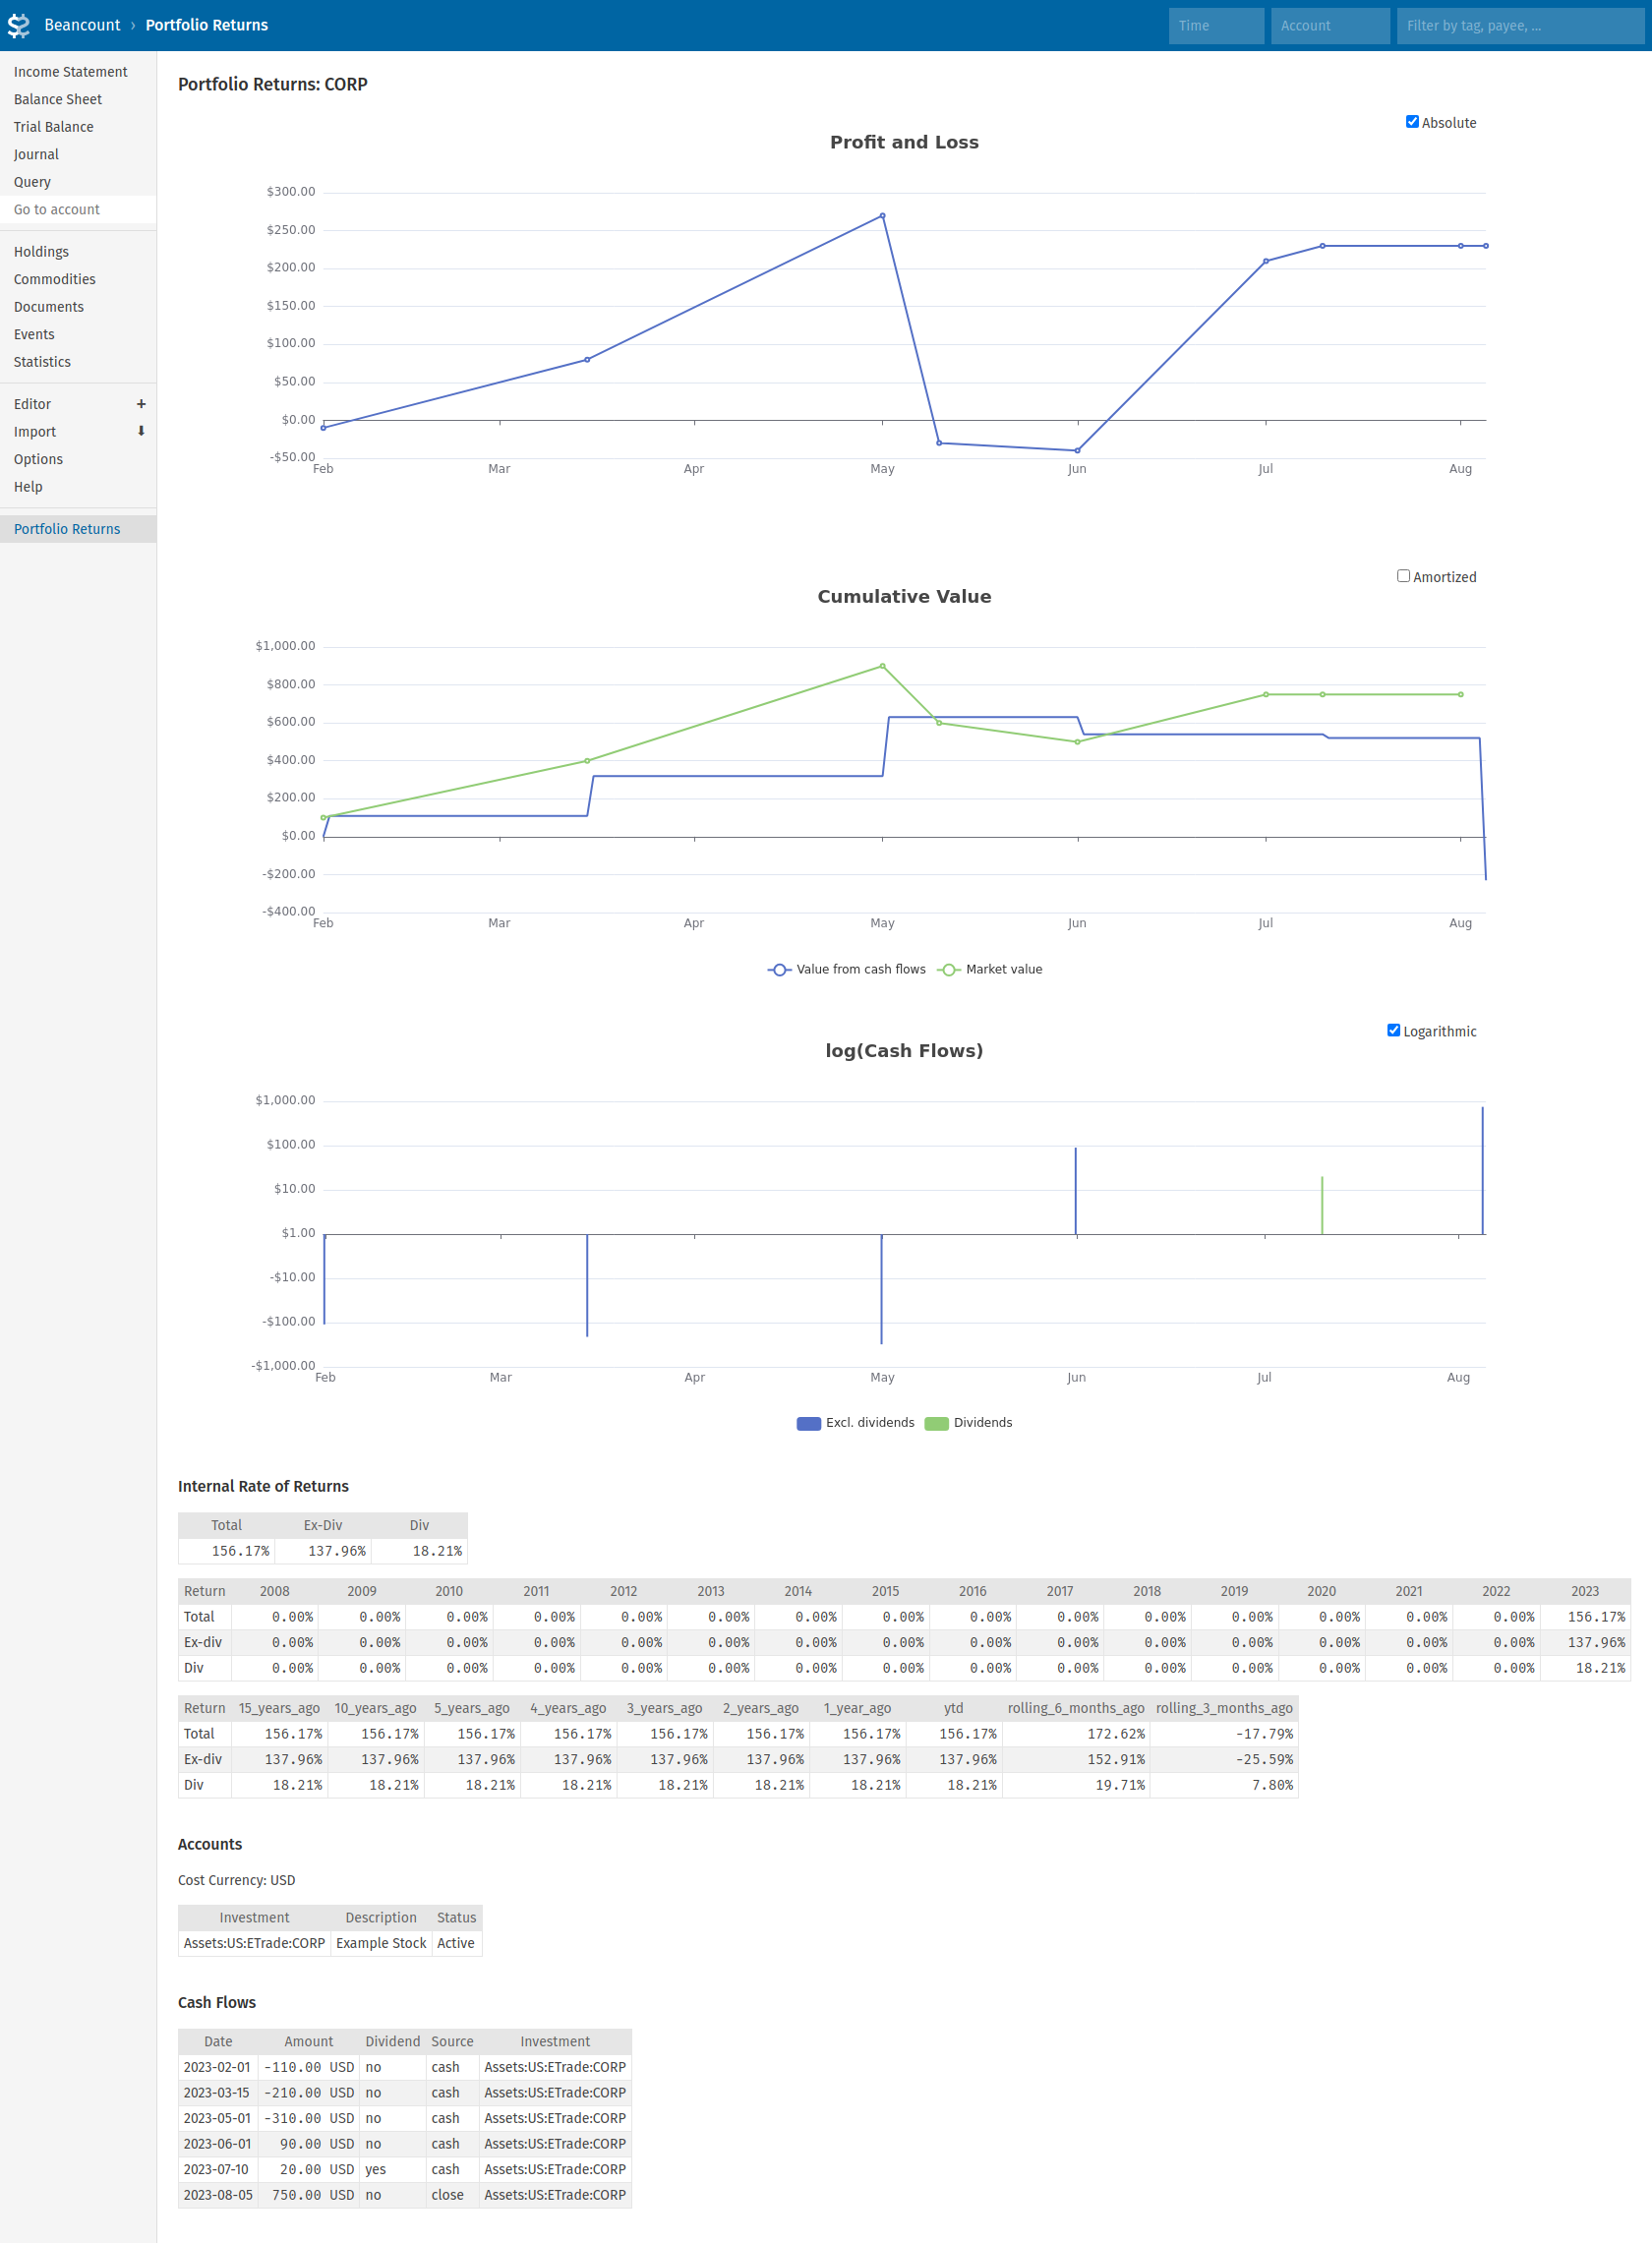 Beancount › Portfolio Returns
Time
Account
Filter by tag, payee, ...
Income Statement
Balance Sheet
Trial Balance
Journal
Query
Go to account
Holdings
Commodities
Documents
Events
Statistics
Editor +
Import ⬇
Options
Help
Portfolio Returns
Portfolio Returns: CORP
Absolute
Profit and Loss
$300.00
$250.00
$200.00
$150.00
$100.00
$50.00
$0.00
-$50.00
Feb Mar Apr May Jun Jul Aug
Amortized
Cumulative Value
$1,000.00
$800.00
$600.00
$400.00
$200.00
$0.00
-$200.00
-$400.00
Feb Mar Apr May Jun Jul Aug
Value from cash flows Market value
Logarithmic
log(Cash Flows)
$1,000.00
$100.00
$10.00
$1.00
-$10.00
-$100.00
-$1,000.00
Feb Mar Apr May Jun Jul Aug
Excl. dividends Dividends
Internal Rate of Returns
Total Ex-Div Div
156.17% 137.96% 18.21%
Return 2008 2009 2010 2011 2012 2013 2014 2015 2016 2017 2018 2019 2020 2021 2022 2023
Total 0.00% 0.00% 0.00% 0.00% 0.00% 0.00% 0.00% 0.00% 0.00% 0.00% 0.00% 0.00% 0.00% 0.00% 0.00% 156.17%
Ex-div 0.00% 0.00% 0.00% 0.00% 0.00% 0.00% 0.00% 0.00% 0.00% 0.00% 0.00% 0.00% 0.00% 0.00% 0.00% 137.96%
Div 0.00% 0.00% 0.00% 0.00% 0.00% 0.00% 0.00% 0.00% 0.00% 0.00% 0.00% 0.00% 0.00% 0.00% 0.00% 18.21%
Return 15_years_ago 10_years_ago 5_years_ago 4_years_ago 3_years_ago 2_years_ago 1_year_ago ytd rolling_6_months_ago rolling_3_months_ago
Total 156.17% 156.17% 156.17% 156.17% 156.17% 156.17% 156.17% 156.17% 172.62% -17.79%
Ex-div 137.96% 137.96% 137.96% 137.96% 137.96% 137.96% 137.96% 137.96% 152.91% -25.59%
Div 18.21% 18.21% 18.21% 18.21% 18.21% 18.21% 18.21% 18.21% 19.71% 7.80%
Accounts
Cost Currency: USD
Investment Description Status
Assets:US:ETrade:CORP Example Stock Active
Cash Flows
Date Amount Dividend Source Investment
2023-02-01 -110.00 USD no cash Assets:US:ETrade:CORP
2023-03-15 -210.00 USD no cash Assets:US:ETrade:CORP
2023-05-01 -310.00 USD no cash Assets:US:ETrade:CORP
2023-06-01 90.00 USD no cash Assets:US:ETrade:CORP
2023-07-10 20.00 USD yes cash Assets:US:ETrade:CORP
2023-08-05 750.00 USD no close Assets:US:ETrade:CORP